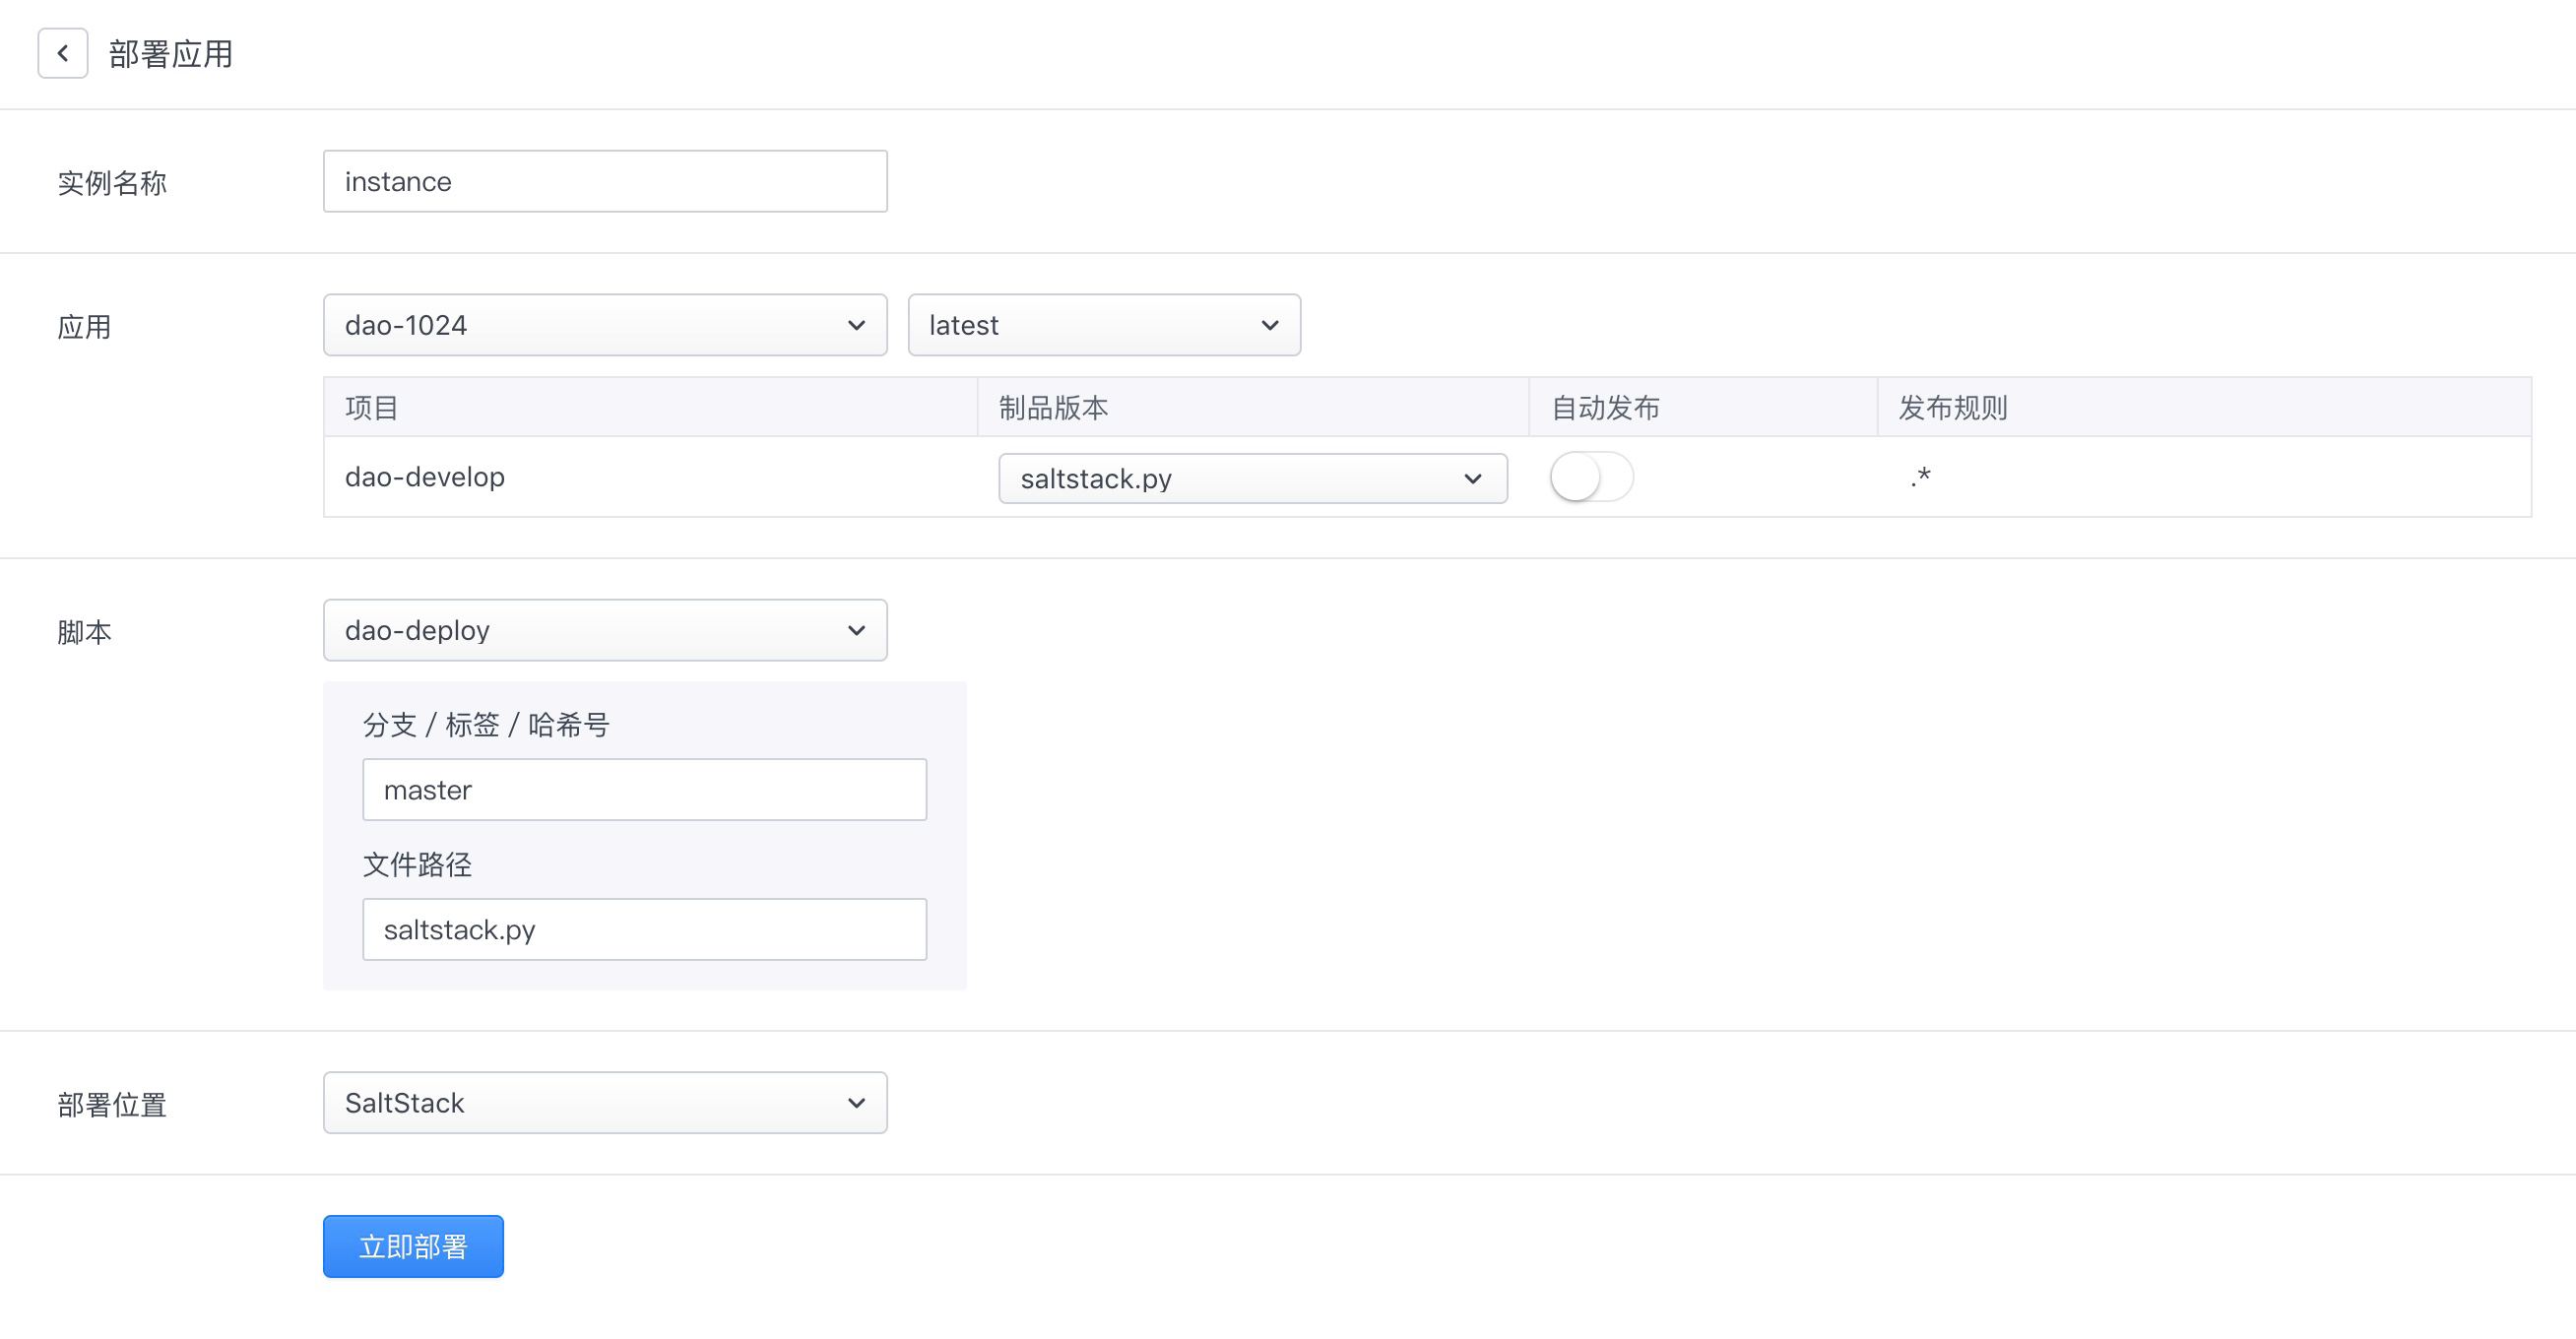 部署应用
实例名称 instance
应用 dao-1024 latest
项目 制品版本 自动发布 发布规则
dao-develop saltstack.py .*
脚本 dao-deploy
分支 / 标签 / 哈希号
master
文件路径
saltstack.py
部署位置 SaltStack
立即部署